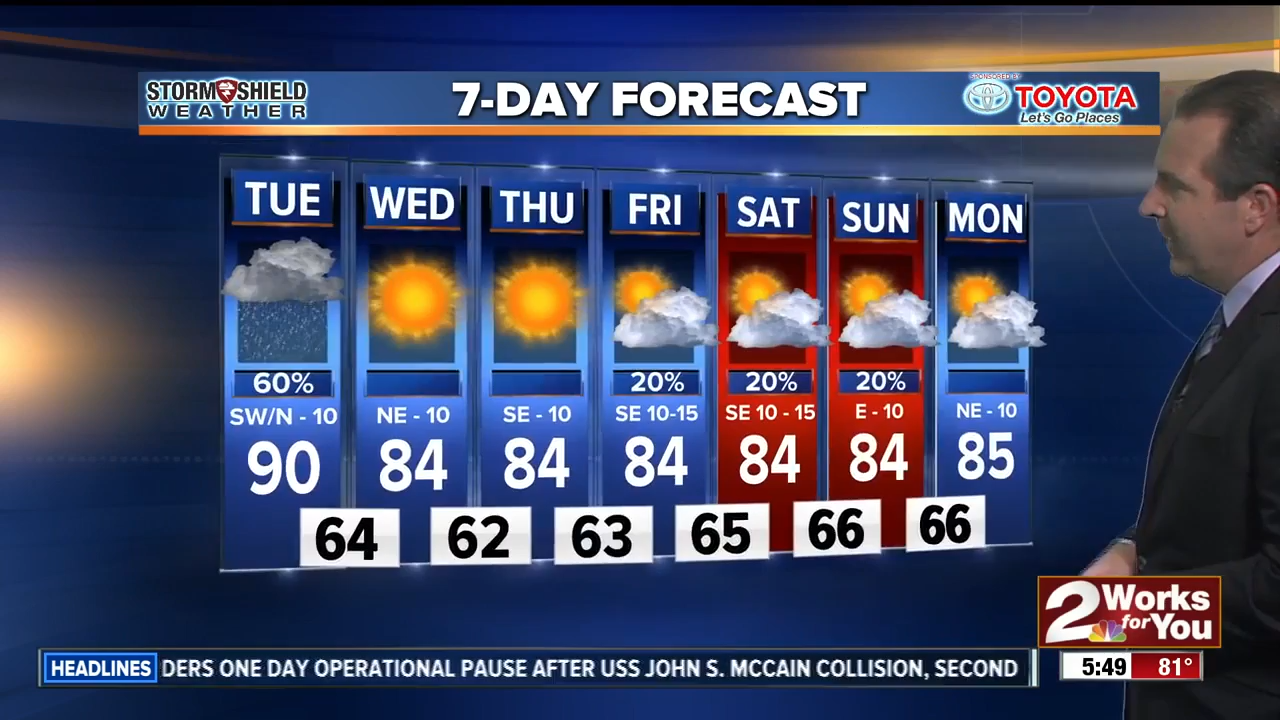 STORM SHIELD
WEATHER
7-DAY FORECAST
SPONSORED BY
TOYOTA
Let's Go Places
TUE WED THU FRI SAT SUN MON
60% 20% 20% 20%
SW/N - 10 NE - 10 SE - 10 SE 10-15 SE 10 - 15 E - 10 NE - 10
90 84 84 84 84 84 85
64 62 63 65 66 66
2 Works
for You
HEADLINES DERS ONE DAY OPERATIONAL PAUSE AFTER USS JOHN S. MCCAIN COLLISION, SECOND
5:49 81°